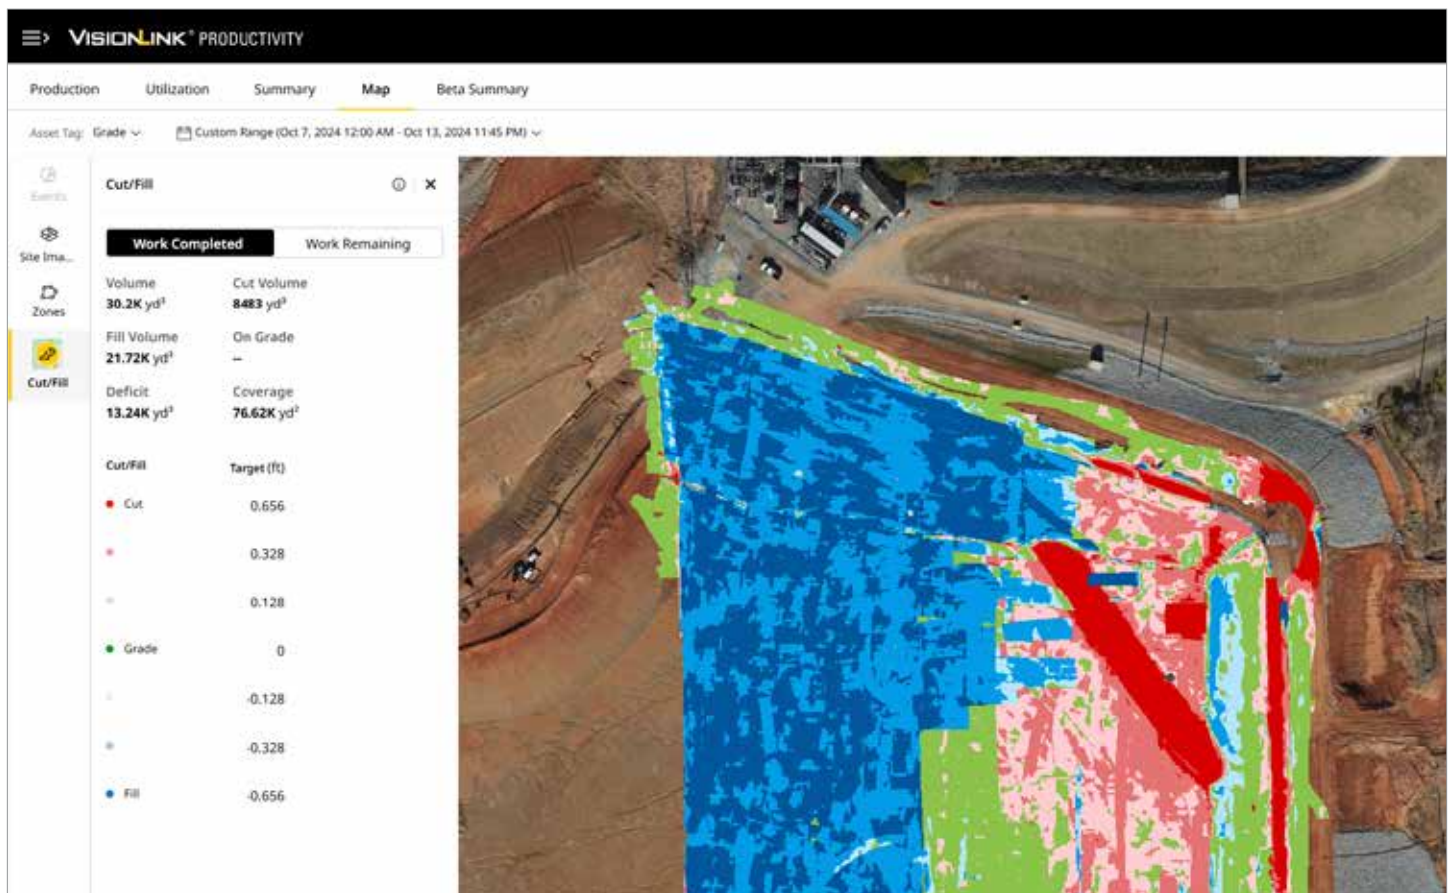 VISIONLINK® PRODUCTIVITY
Production Utilization Summary Map Beta Summary
Asset Tag: Grade Custom Range (Oct 7, 2024 12:00 AM - Oct 13, 2024 11:45 PM)
Events
Site Ima...
Zones
Cut/Fill
Cut/Fill
Work Completed Work Remaining
Volume Cut Volume
30.2K yd³ 8483 yd³
Fill Volume On Grade
21.72K yd³ --
Deficit Coverage
13.24K yd³ 76.62K yd²
Cut/Fill Target (ft)
Cut 0.656
0.328
0.128
Grade 0
-0.128
-0.328
Fill -0.656